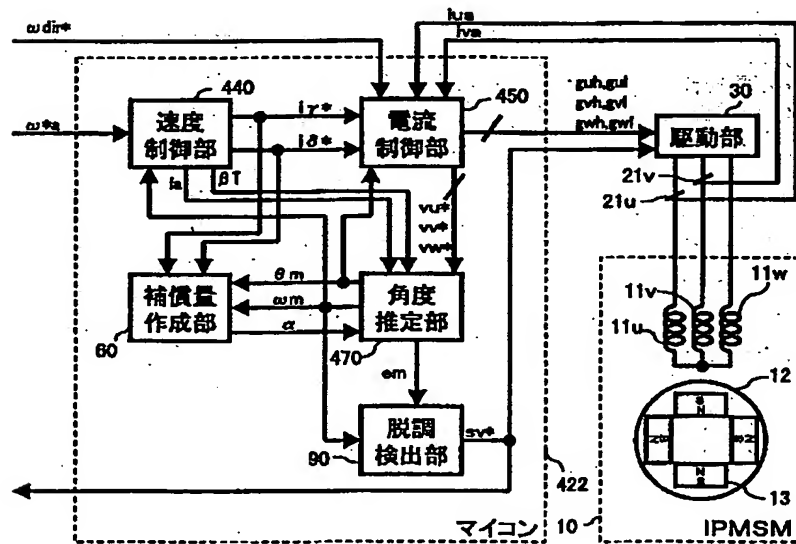 ωdir*
iua
iva
440
450
30
guh,gul
gvh,gvl
gwh,gwl
ω*a
速度
制御部
iγ*
iδ*
電流
制御部
駆動部
ia
βT
21v
21u
vu*
vv*
vw*
θm
ωm
α
補償量
作成部
60
角度
推定部
470
11v
11w
11u
em
12
脱調
検出部
90
sv*
S
N
N
S
422
13
マイコン
10
IPMSM